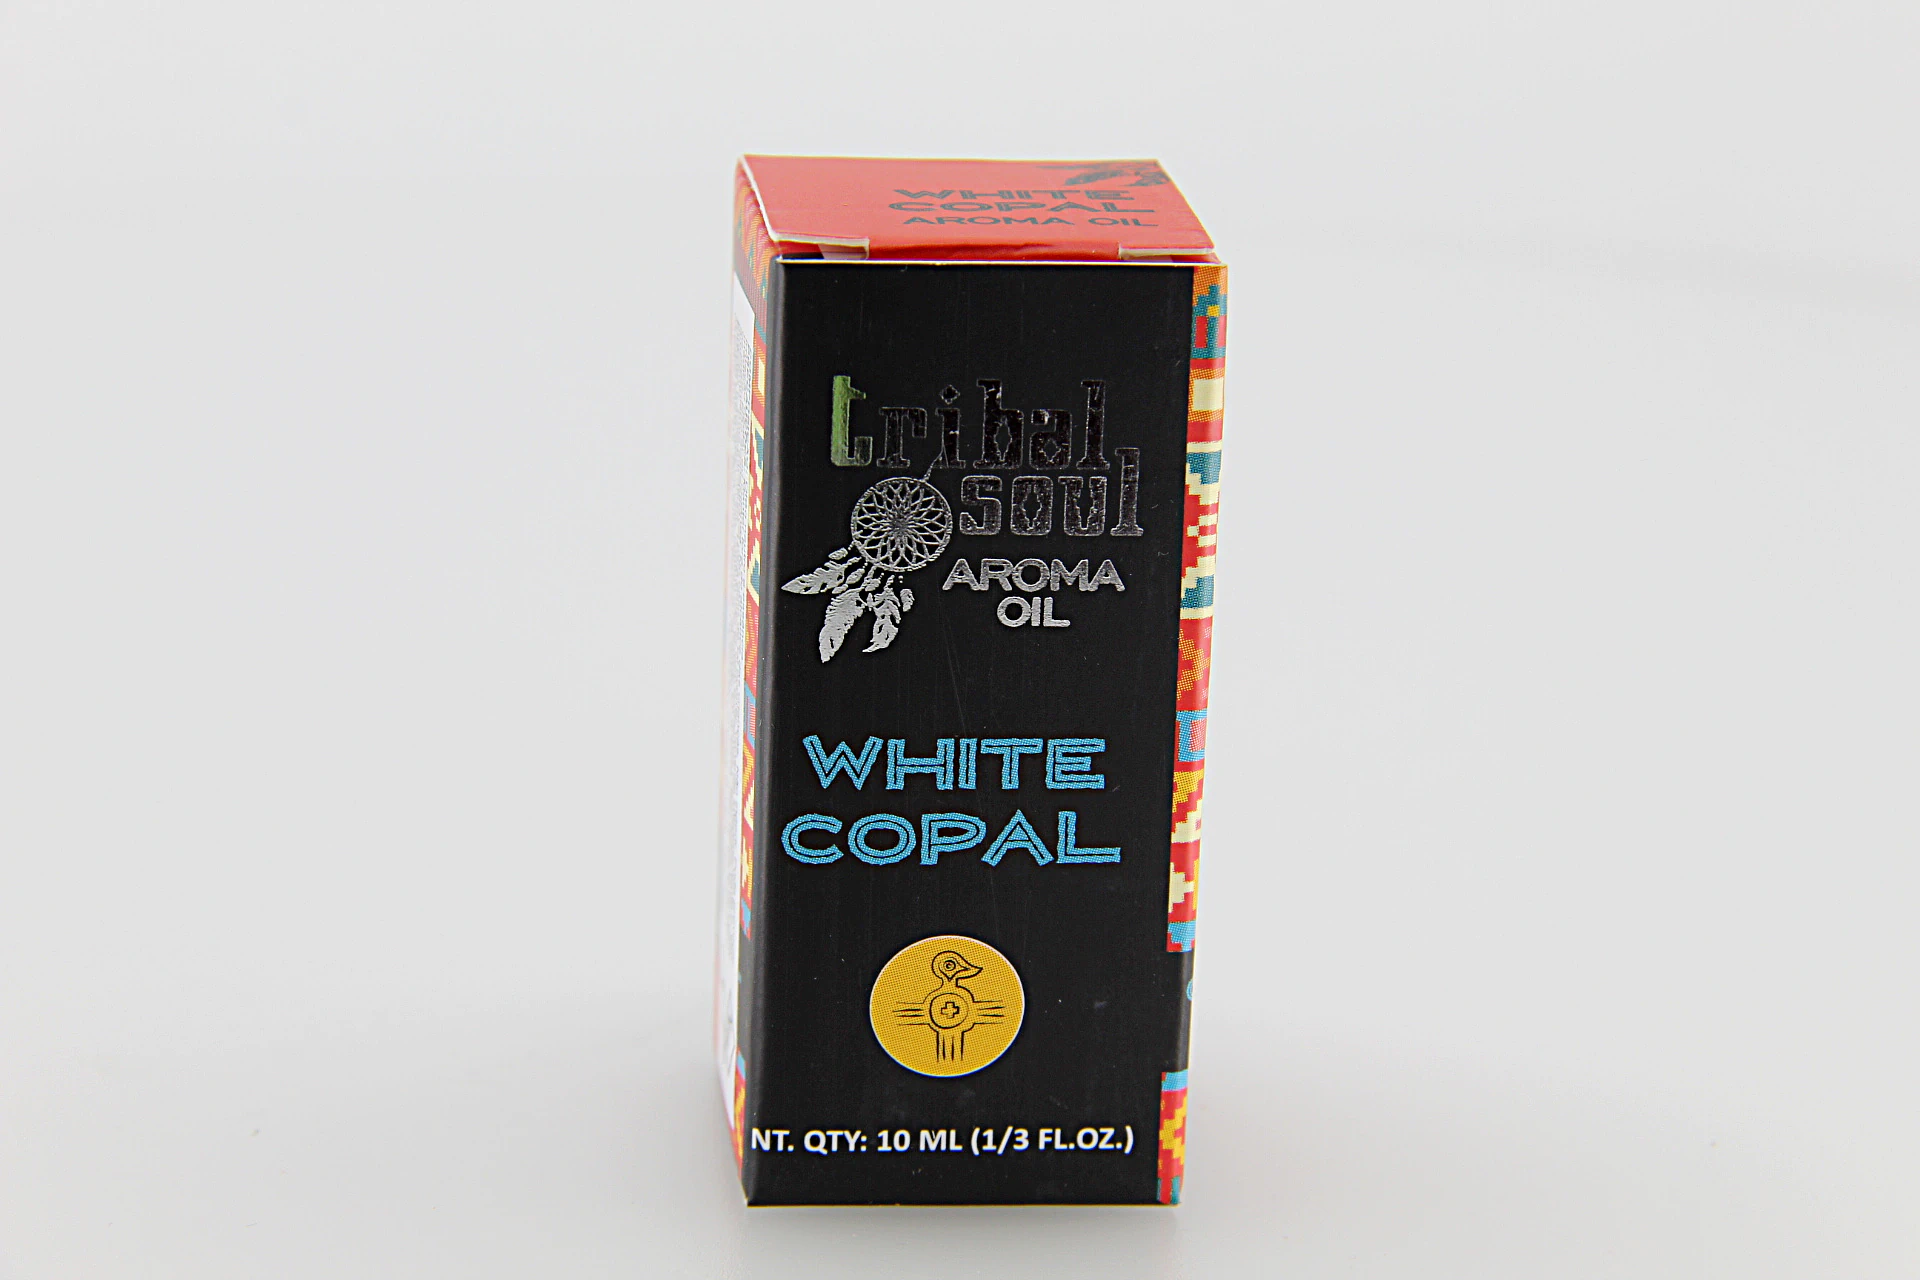 WHITE
COPAL
AROMA OIL
tribal
soul
AROMA
OIL
WHITE
COPAL
NT. QTY: 10 ML (1/3 FL.OZ.)